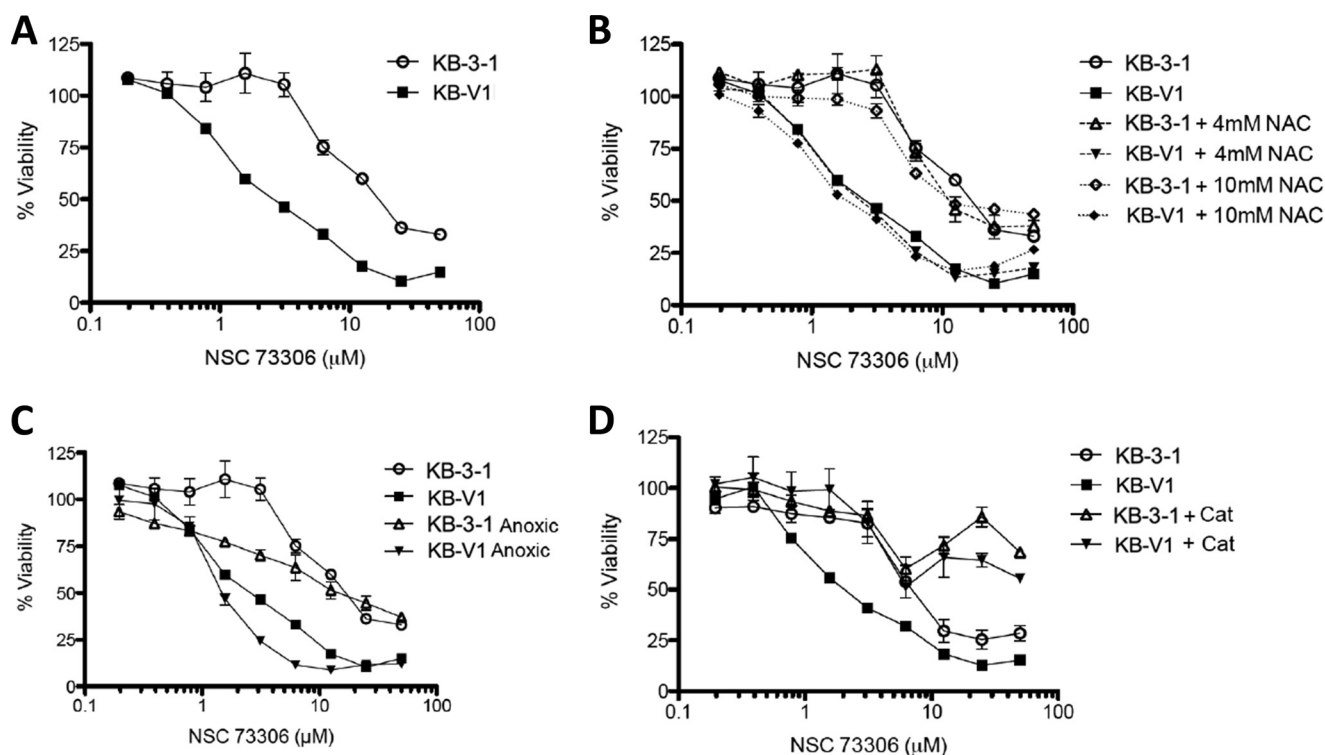 A
125
100
75
50
25
0
% Viability
0.1
1
10
100
NSC 73306 (μM)
KB-3-1
KB-V1
B
125
100
75
50
25
0
% Viability
0.1
1
10
100
NSC 73306 (μM)
KB-3-1
KB-V1
KB-3-1 + 4mM NAC
KB-V1 + 4mM NAC
KB-3-1 + 10mM NAC
KB-V1 + 10mM NAC
C
125
100
75
50
25
0
% Viability
0.1
1
10
100
NSC 73306 (μM)
KB-3-1
KB-V1
KB-3-1 Anoxic
KB-V1 Anoxic
D
125
100
75
50
25
0
% Viability
0.1
1
10
100
NSC 73306 (μM)
KB-3-1
KB-V1
KB-3-1 + Cat
KB-V1 + Cat